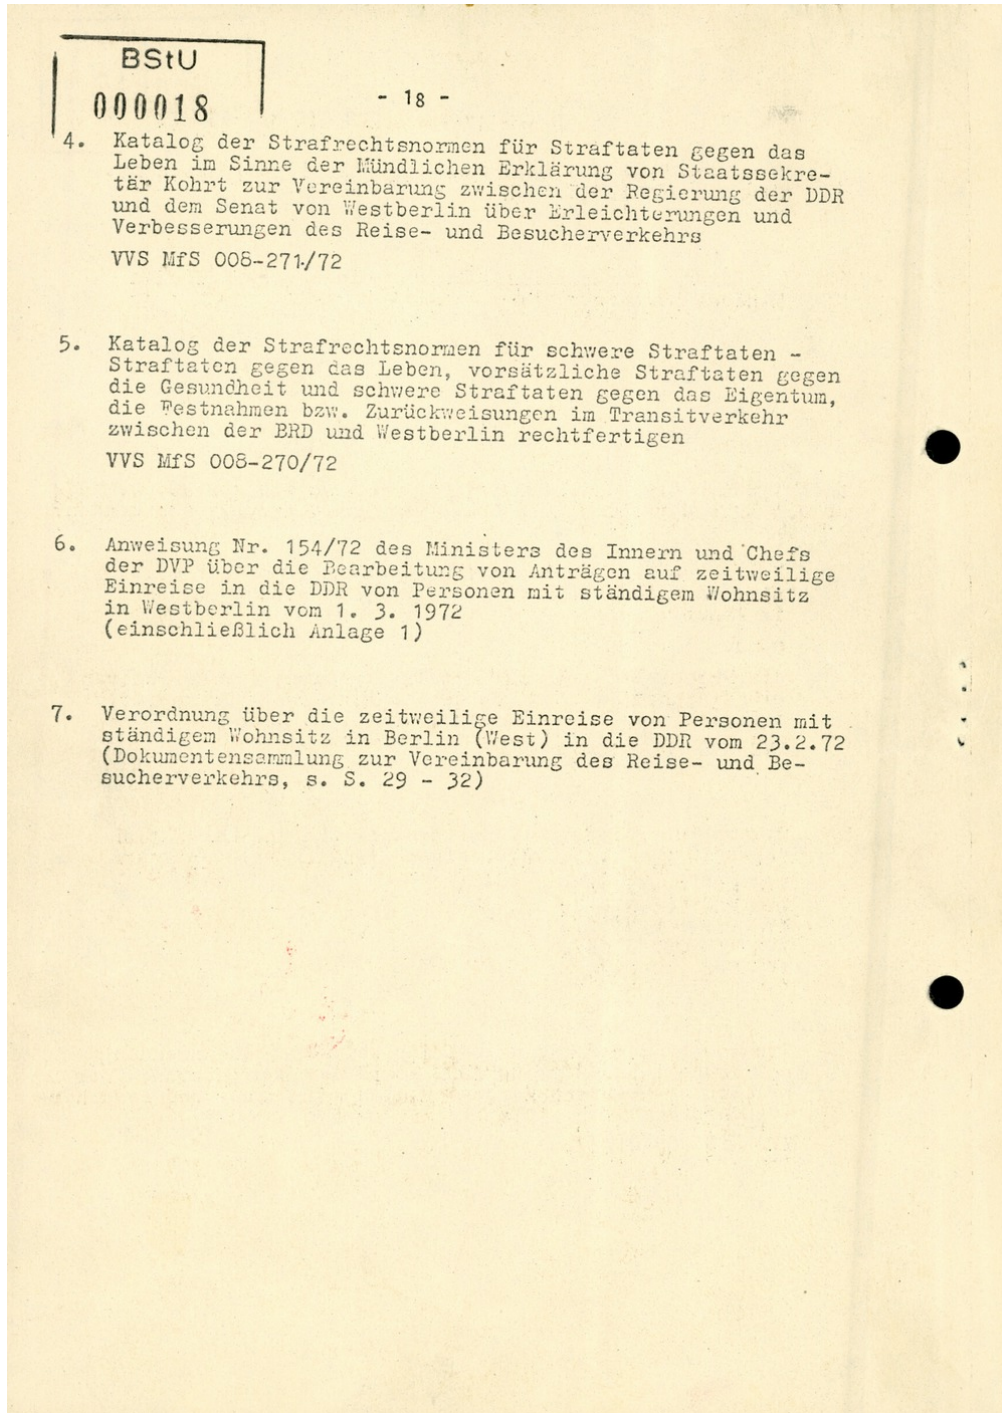 BStU
000018
- 18 -
4. Katalog der Strafrechtsnormen für Straftaten gegen das
Leben im Sinne der Mündlichen Erklärung von Staatssekre-
tär Kohrt zur Vereinbarung zwischen der Regierung der DDR
und dem Senat von Westberlin über Erleichterungen und
Verbesserungen des Reise- und Besucherverkehrs
VVS MfS 008-271/72
5. Katalog der Strafrechtsnormen für schwere Straftaten -
Straftaten gegen das Leben, vorsätzliche Straftaten gegen
die Gesundheit und schwere Straftaten gegen das Eigentum,
die Festnahmen bzw. Zurückweisungen im Transitverkehr
zwischen der BRD und Westberlin rechtfertigen
VVS MfS 008-270/72
6. Anweisung Nr. 154/72 des Ministers des Innern und Chefs
der DVP über die Bearbeitung von Anträgen auf zeitweilige
Einreise in die DDR von Personen mit ständigem Wohnsitz
in Westberlin vom 1. 3. 1972
(einschließlich Anlage 1)
7. Verordnung über die zeitweilige Einreise von Personen mit
ständigem Wohnsitz in Berlin (West) in die DDR vom 23.2.72
(Dokumentensammlung zur Vereinbarung des Reise- und Be-
sucherverkehrs, s. S. 29 - 32)